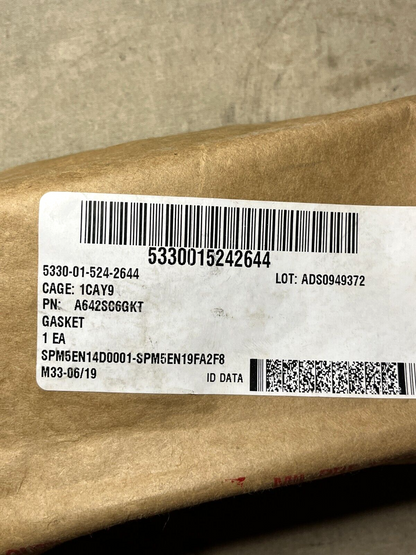 5330015242644
5330-01-524-2644
LOT: ADS0949372
CAGE: 1CAY9
PN: A642SC6GKT
GASKET
1 EA
SPM5EN14D0001-SPM5EN19FA2F8
M33-06/19
ID DATA